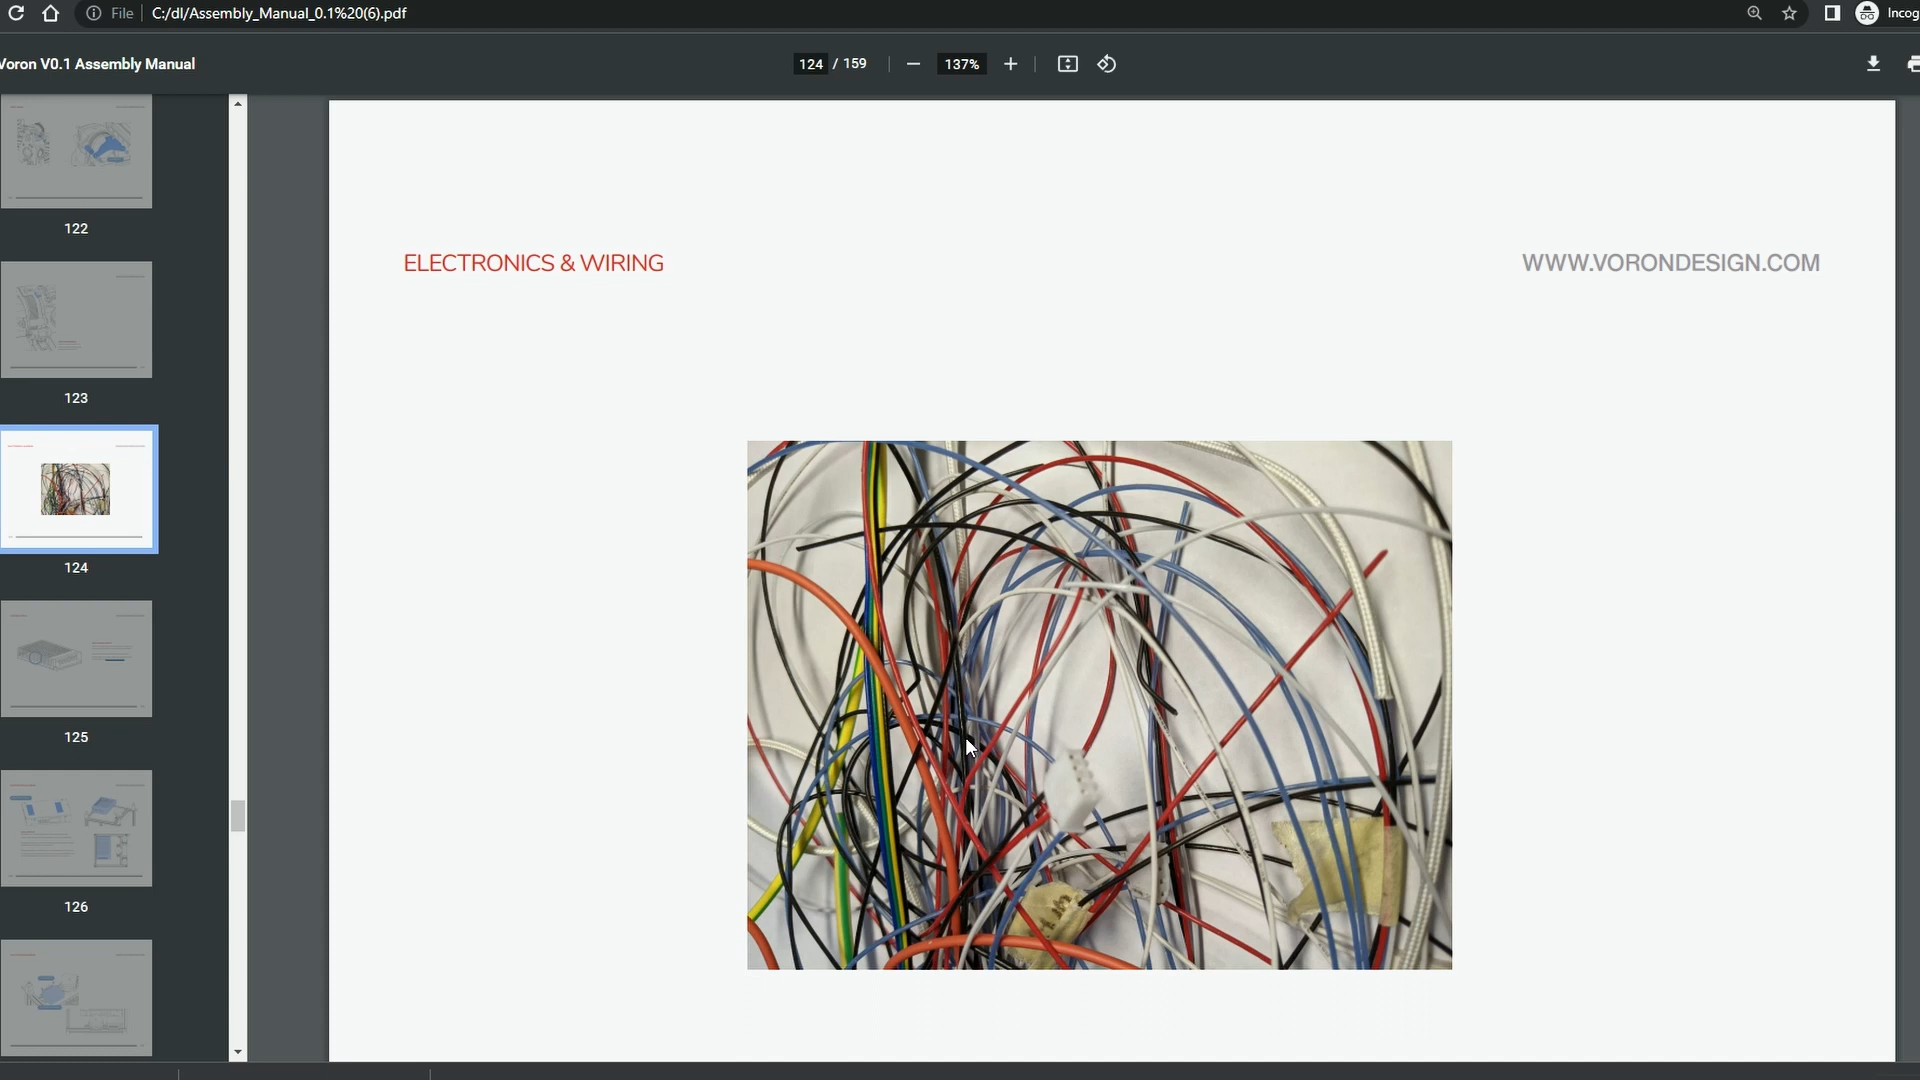 File C:/dl/Assembly_Manual_0.1%20(6).pdf
Incog
Voron V0.1 Assembly Manual
124 / 159
137%
122
123
124
125
126
ELECTRONICS & WIRING
WWW.VORONDESIGN.COM